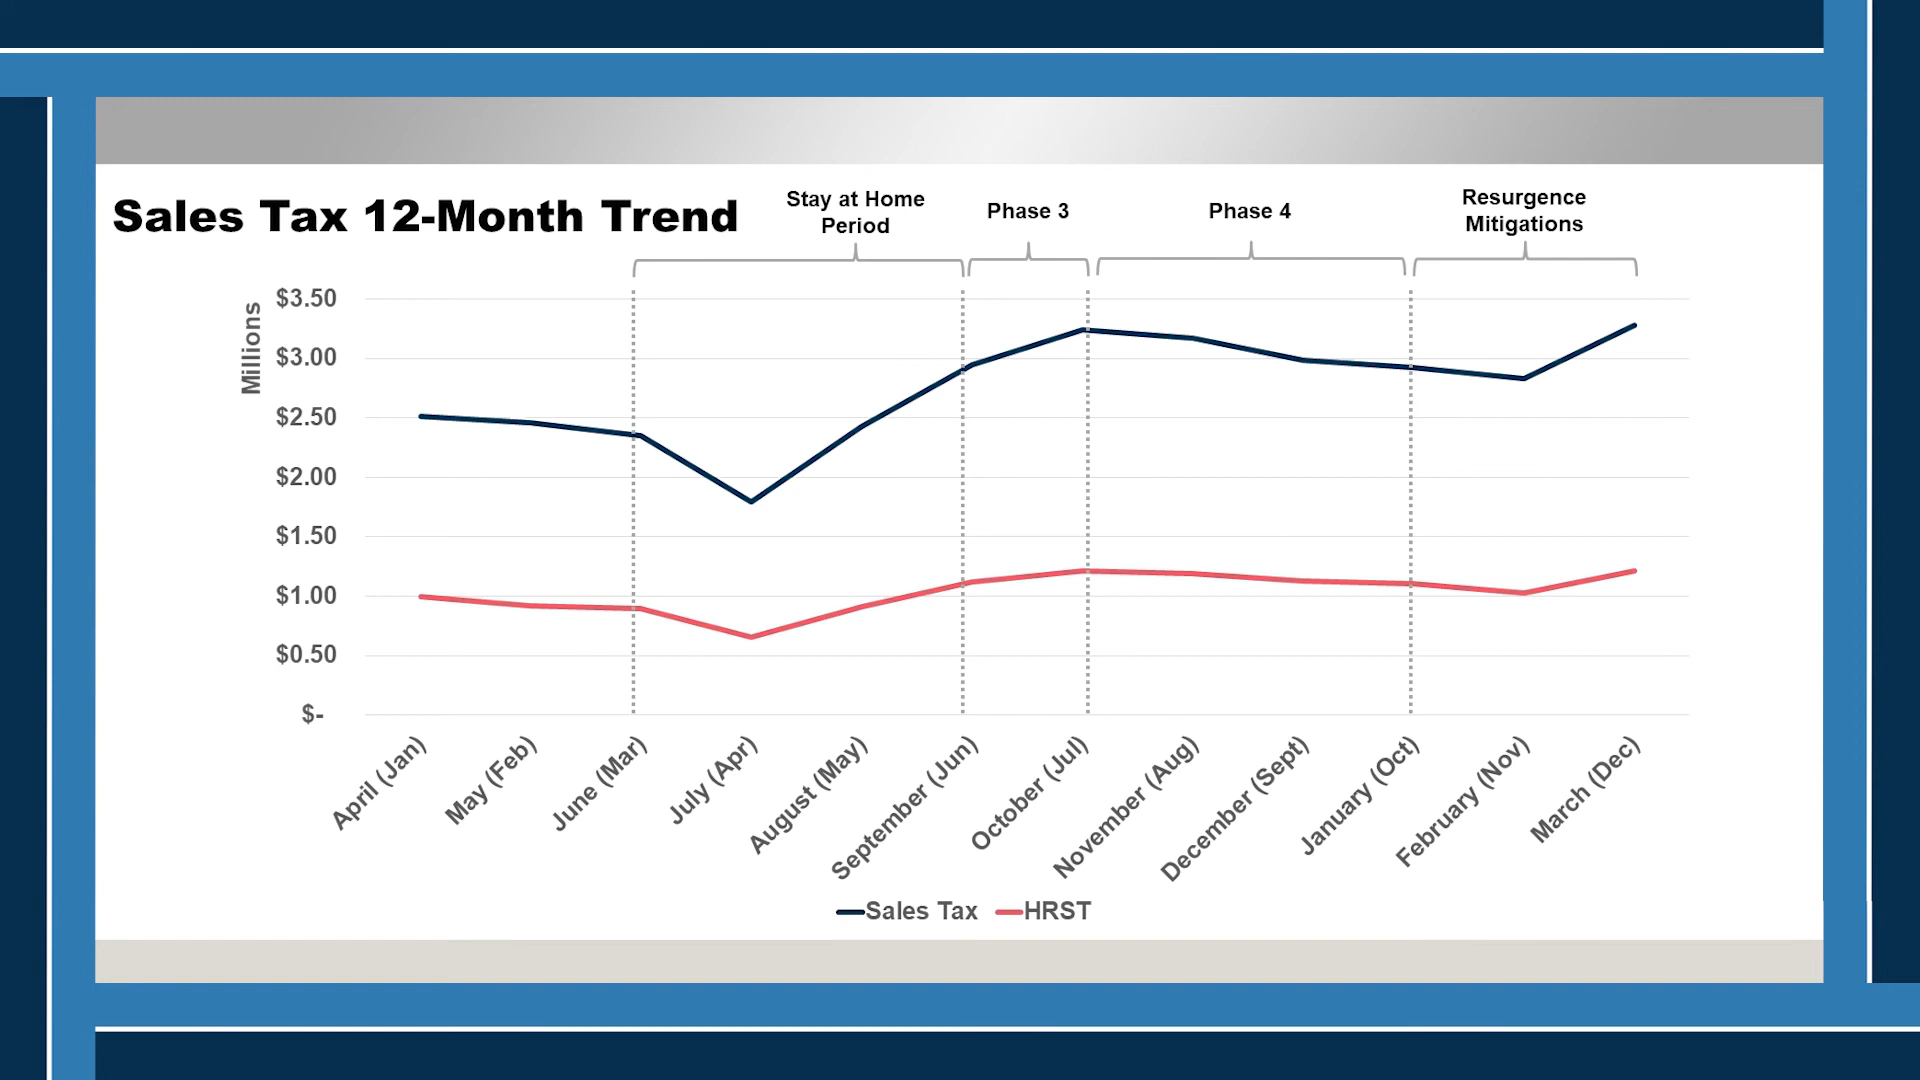 Sales Tax 12-Month Trend
Stay at Home
Period
Phase 3
Phase 4
Resurgence
Mitigations
Millions
$3.50
$3.00
$2.50
$2.00
$1.50
$1.00
$0.50
$-
April (Jan)
May (Feb)
June (Mar)
July (Apr)
August (May)
September (Jun)
October (Jul)
November (Aug)
December (Sept)
January (Oct)
February (Nov)
March (Dec)
Sales Tax
HRST